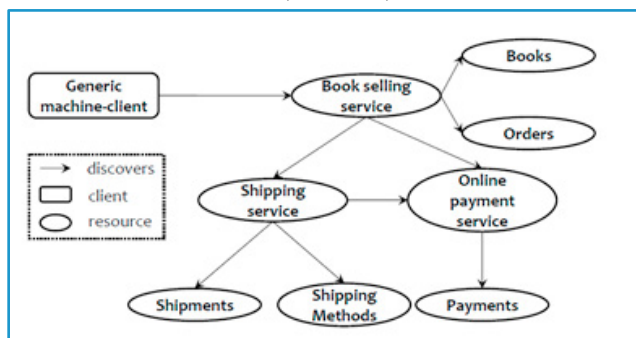 Books
Generic
machine-client
Book selling
service
Orders
discovers
client
resource
Shipping
service
Online
payment
service
Shipments
Shipping
Methods
Payments